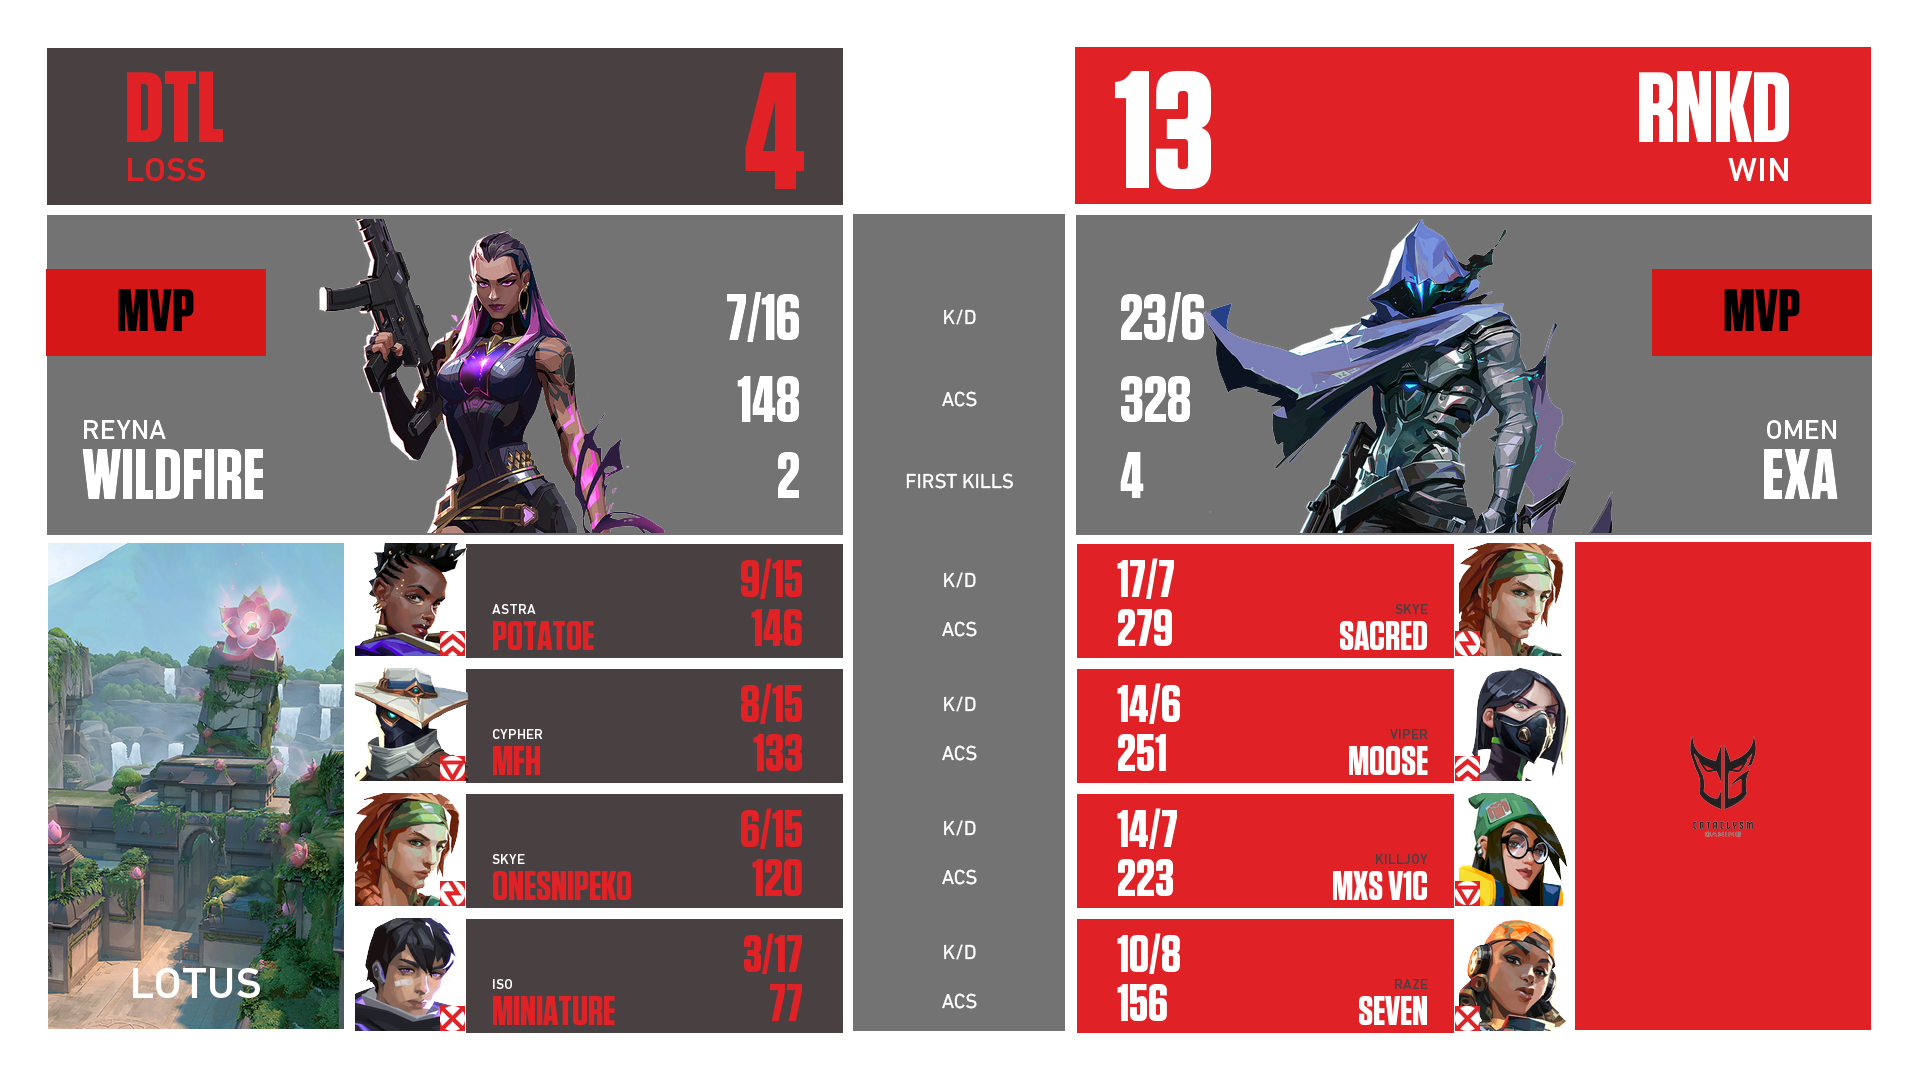 DTL
LOSS
4
13
RNKD
WIN
MVP
REYNA
WILDFIRE
7/16
148
2
K/D
ACS
FIRST KILLS
23/6
328
4
MVP
OMEN
EXA
LOTUS
ASTRA
POTATOE
9/15
146
K/D
ACS
17/7
279
SKYE
SACRED
CYPHER
MFH
8/15
133
K/D
ACS
14/6
251
VIPER
MOOSE
SKYE
ONESNIPEKO
6/15
120
K/D
ACS
14/7
223
KILLJOY
MXS V1C
ISO
MINIATURE
3/17
77
K/D
ACS
10/8
156
RAZE
SEVEN
CATACLYSM
GAMING